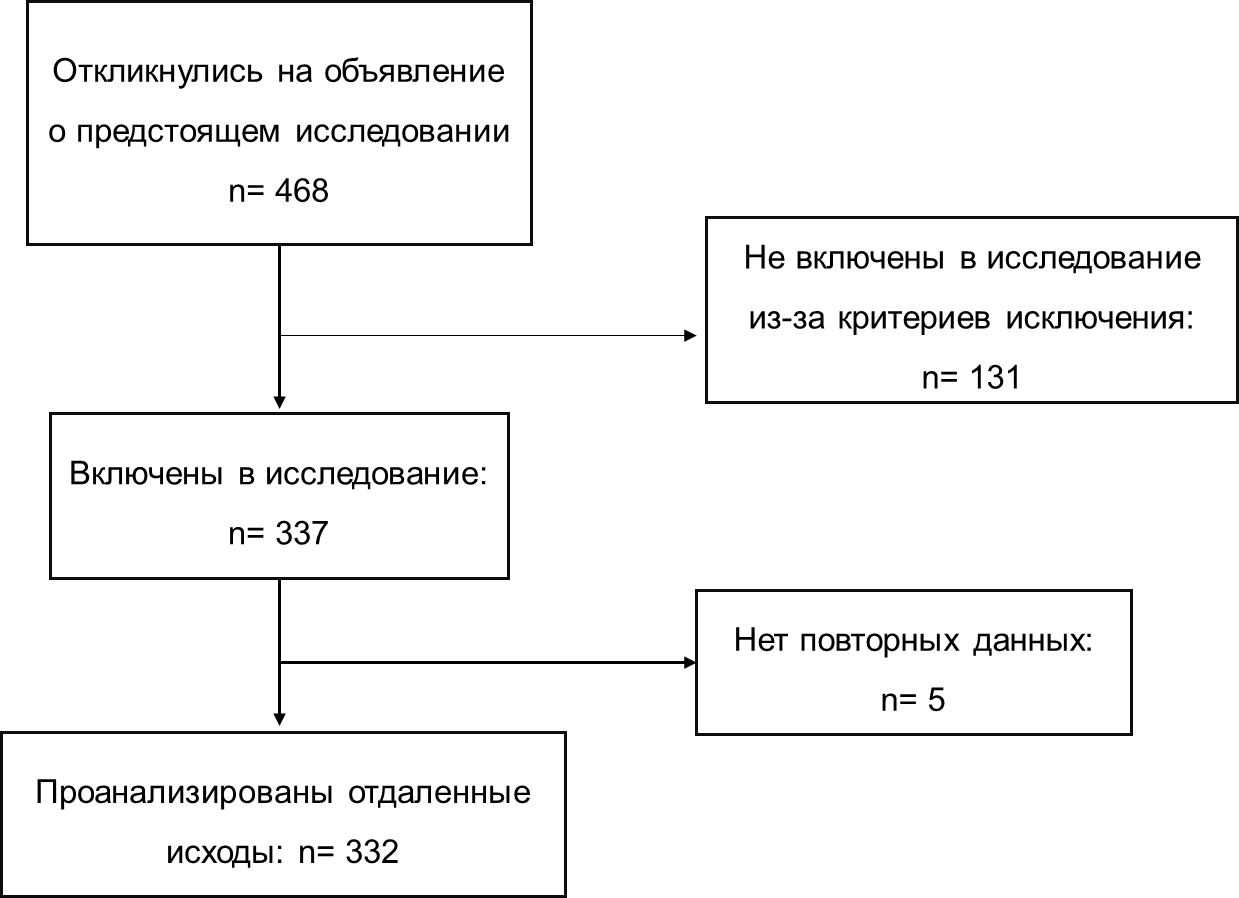 Откликнулись на объявление
о предстоящем исследовании
n= 468
Не включены в исследование
из-за критериев исключения:
n= 131
Включены в исследование:
n= 337
Нет повторных данных:
n= 5
Проанализированы отдаленные
исходы: n= 332